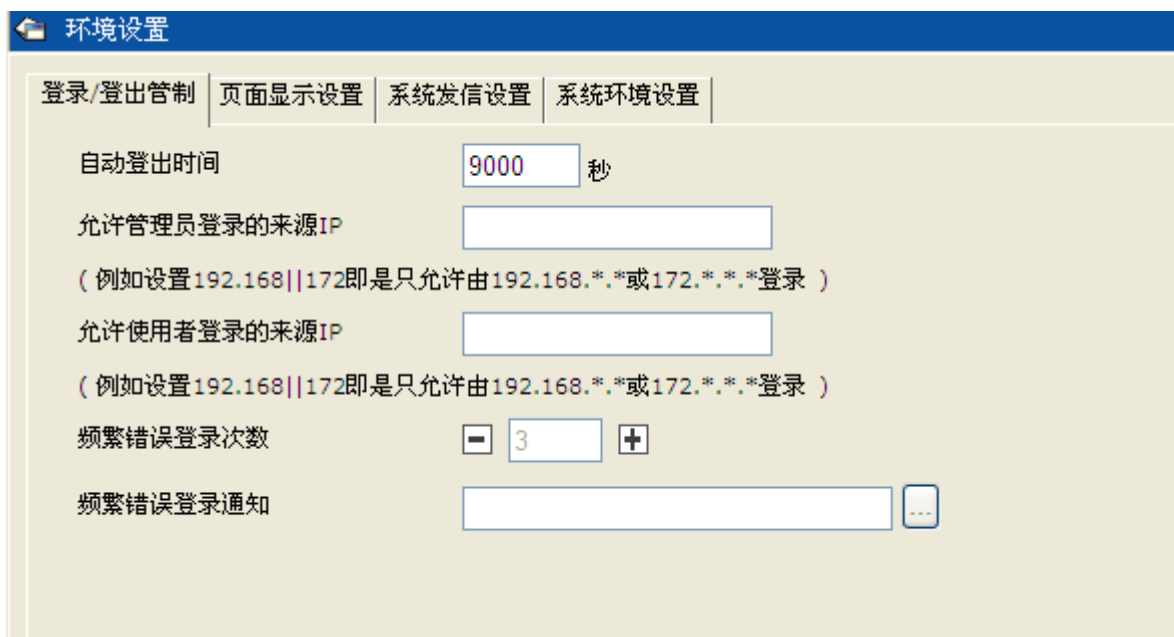 环境设置
登录/登出管制 页面显示设置 系统发信设置 系统环境设置
自动登出时间 9000 秒
允许管理员登录的来源IP
( 例如设置192.168||172即是只允许由192.168.*.*或172.*.*.*登录 )
允许使用者登录的来源IP
( 例如设置192.168||172即是只允许由192.168.*.*或172.*.*.*登录 )
频繁错误登录次数 3
频繁错误登录通知 ...